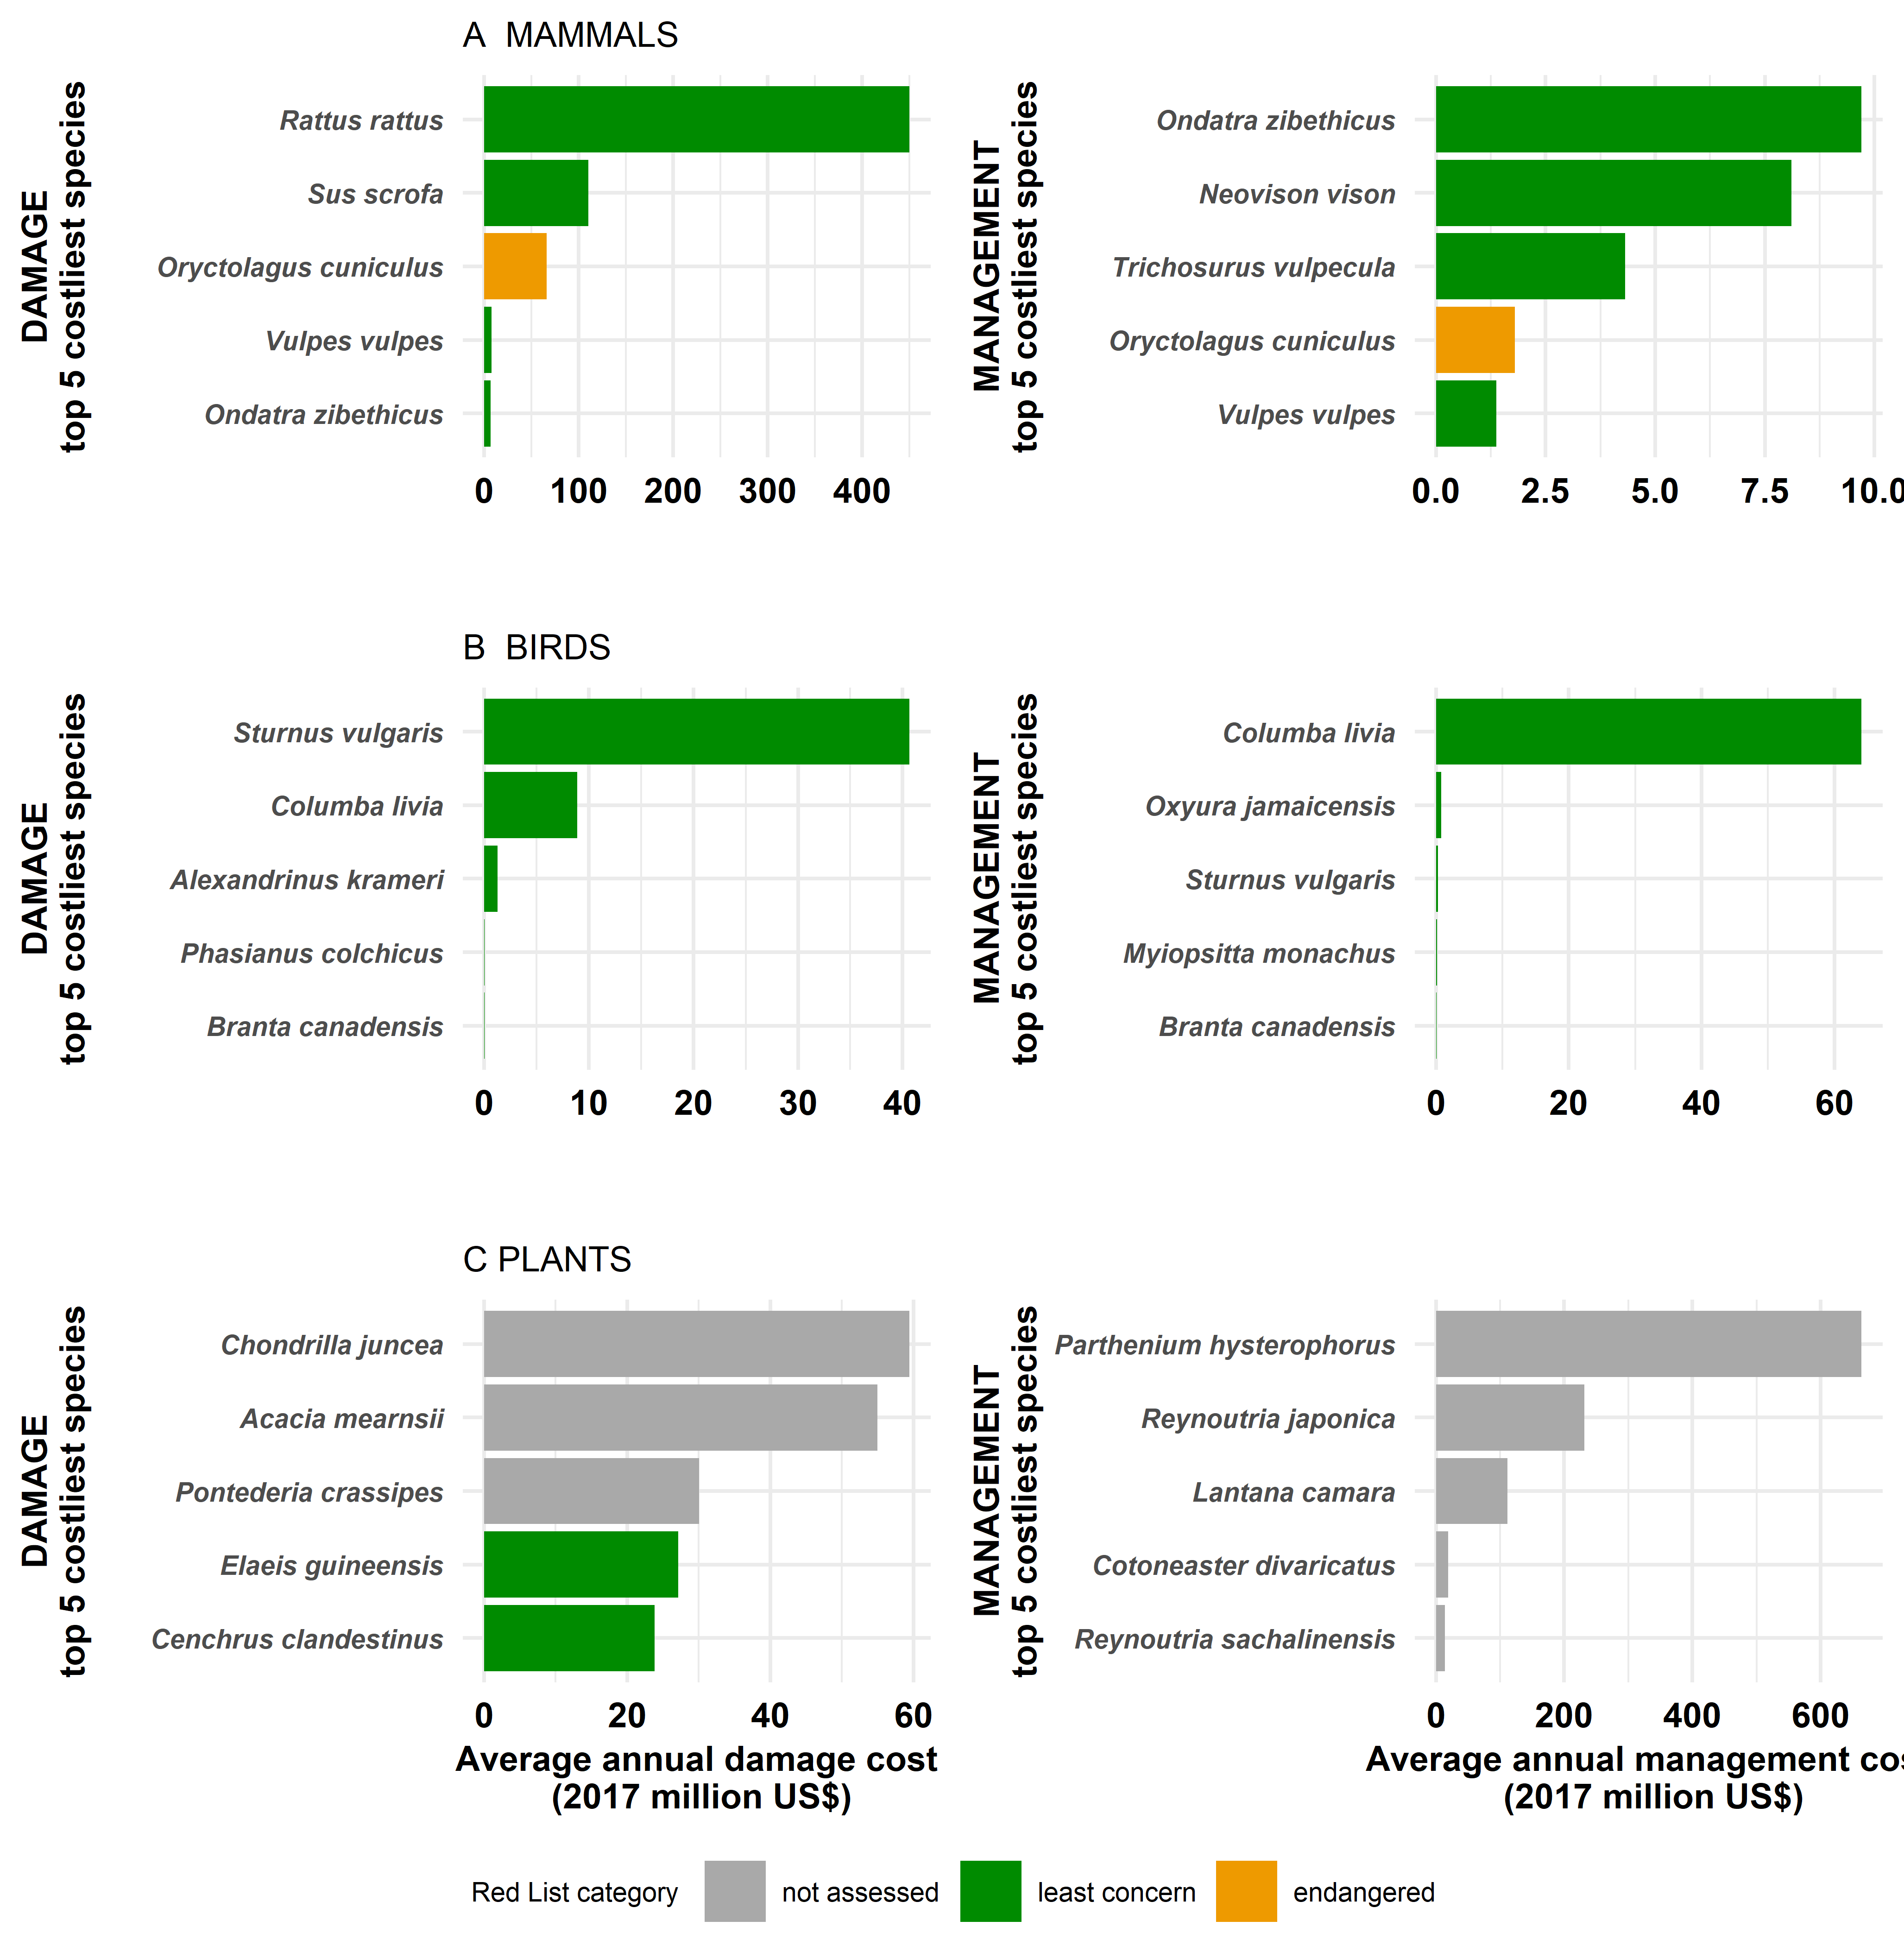 A  MAMMALS
DAMAGE
top 5 costliest species
Rattus rattus
Sus scrofa
Oryctolagus cuniculus
Vulpes vulpes
Ondatra zibethicus
0 100 200 300 400
MANAGEMENT
top 5 costliest species
Ondatra zibethicus
Neovison vison
Trichosurus vulpecula
Oryctolagus cuniculus
Vulpes vulpes
0.0 2.5 5.0 7.5 10.0
B  BIRDS
DAMAGE
top 5 costliest species
Sturnus vulgaris
Columba livia
Alexandrinus krameri
Phasianus colchicus
Branta canadensis
0 10 20 30 40
MANAGEMENT
top 5 costliest species
Columba livia
Oxyura jamaicensis
Sturnus vulgaris
Myiopsitta monachus
Branta canadensis
0 20 40 60
C PLANTS
DAMAGE
top 5 costliest species
Chondrilla juncea
Acacia mearnsii
Pontederia crassipes
Elaeis guineensis
Cenchrus clandestinus
0 20 40 60
Average annual damage cost
(2017 million US$)
MANAGEMENT
top 5 costliest species
Parthenium hysterophorus
Reynoutria japonica
Lantana camara
Cotoneaster divaricatus
Reynoutria sachalinensis
0 200 400 600
Average annual management cos
(2017 million US$)
Red List category not assessed least concern endangered